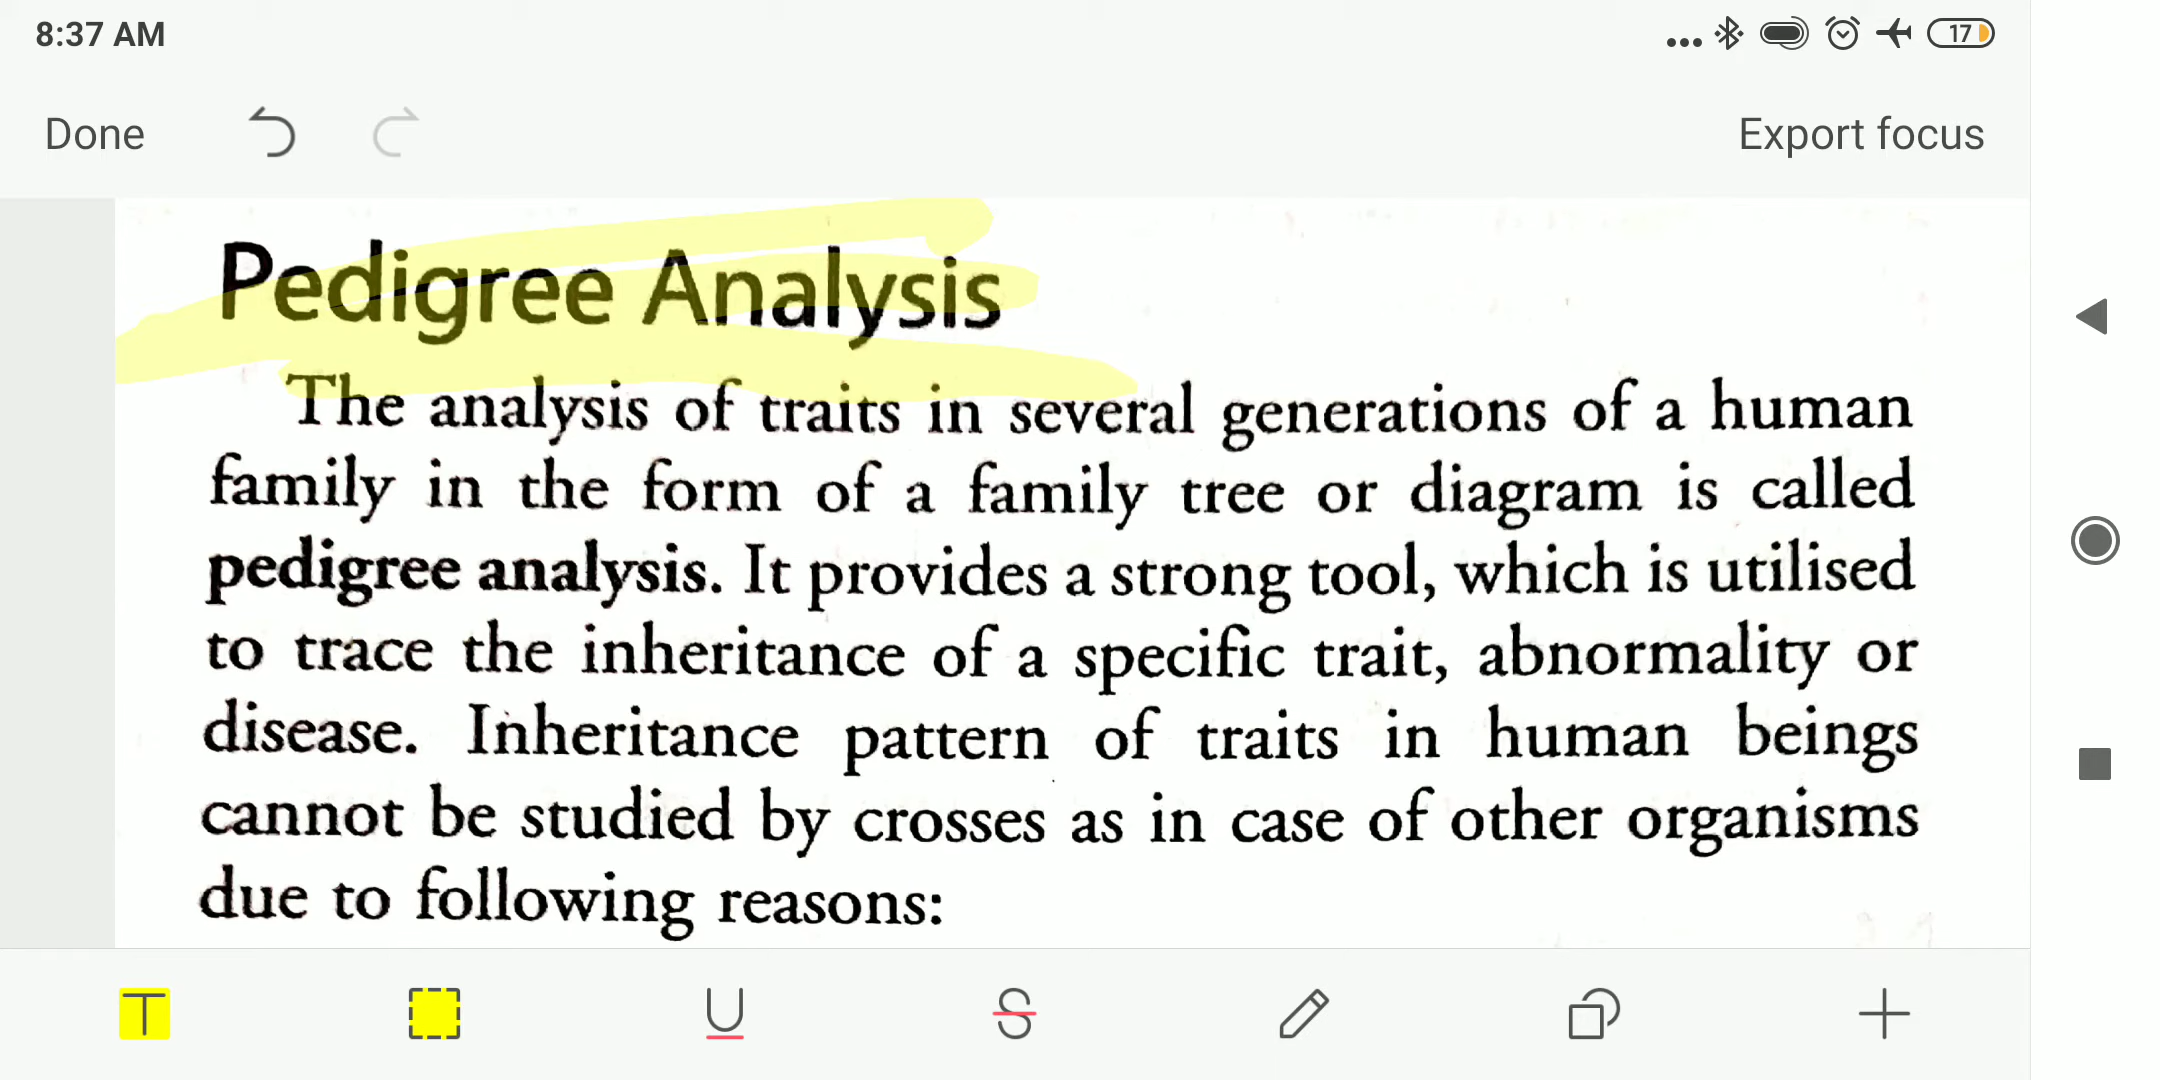 8:37 AM
17
Done
Export focus
Pedigree Analysis
The analysis of traits in several generations of a human
family in the form of a family tree or diagram is called
pedigree analysis. It provides a strong tool, which is utilised
to trace the inheritance of a specific trait, abnormality or
disease. Inheritance pattern of traits in human beings
cannot be studied by crosses as in case of other organisms
due to following reasons:
T
U
S